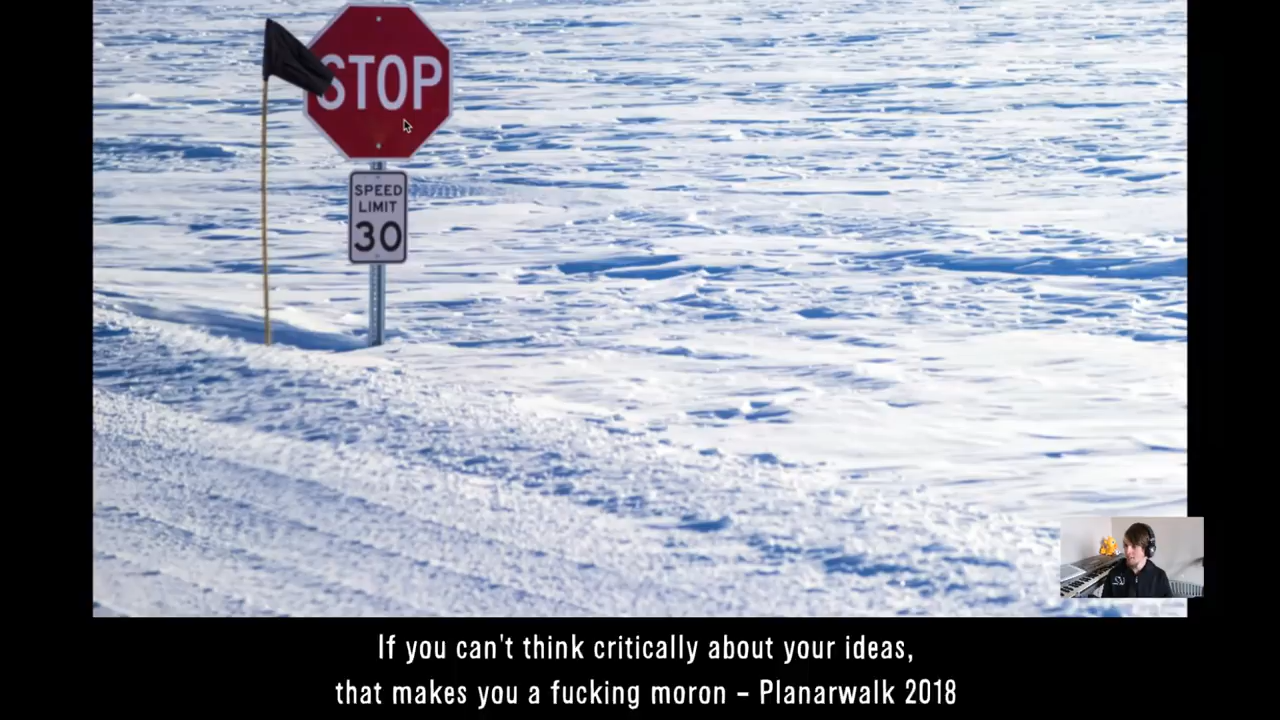 STOP
SPEED
LIMIT
30
If you can't think critically about your ideas,
that makes you a fucking moron – Planarwalk 2018